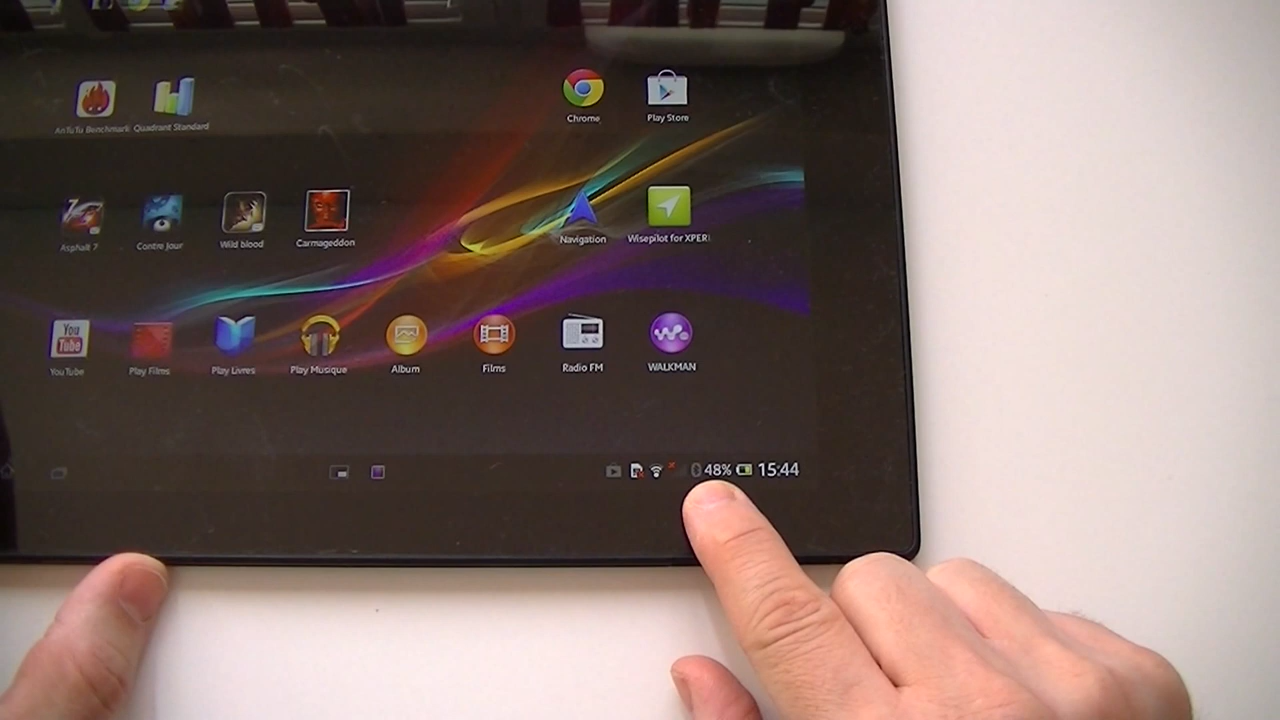 AnTuTu Benchmark Quadrant Standard Chrome Play Store
Asphalt 7 Contre Jour Wild blood Carmageddon Navigation Wisepilot for XPERI
You
Tube
YouTube Play Films Play Livres Play Musique Album Films Radio FM WALKMAN
48% 15:44